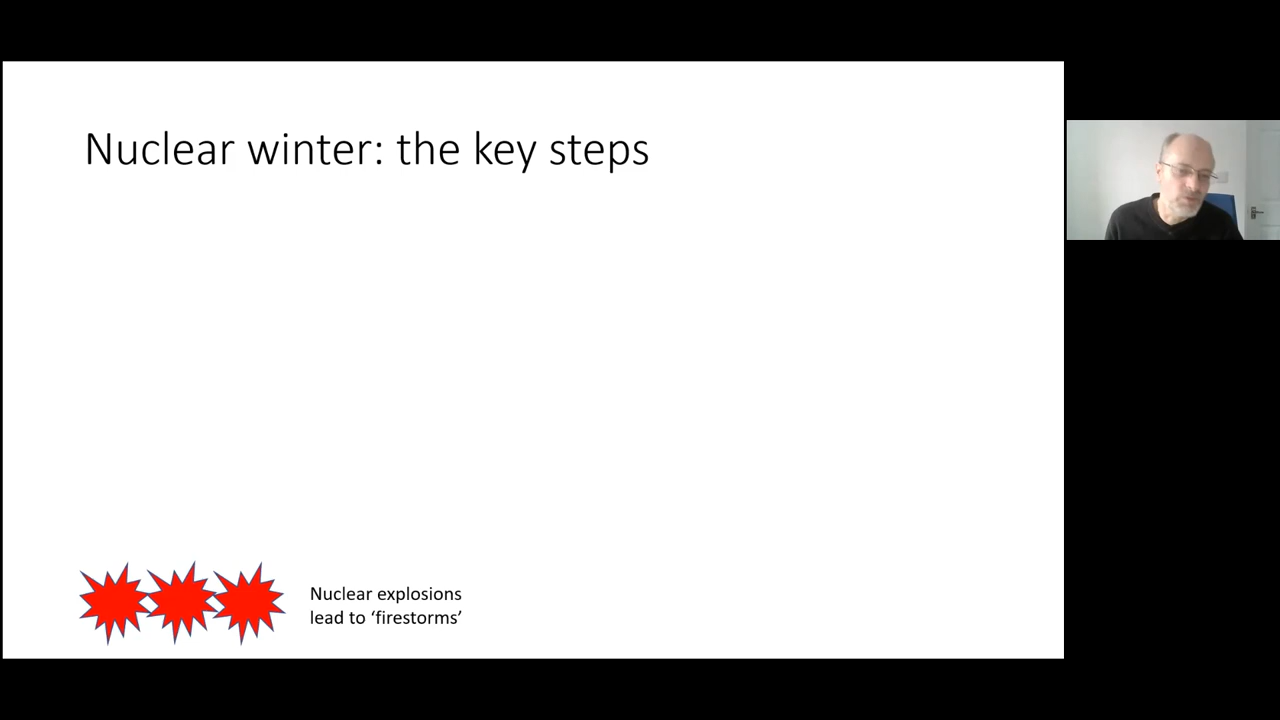 Nuclear winter: the key steps
Nuclear explosions
lead to ‘firestorms’